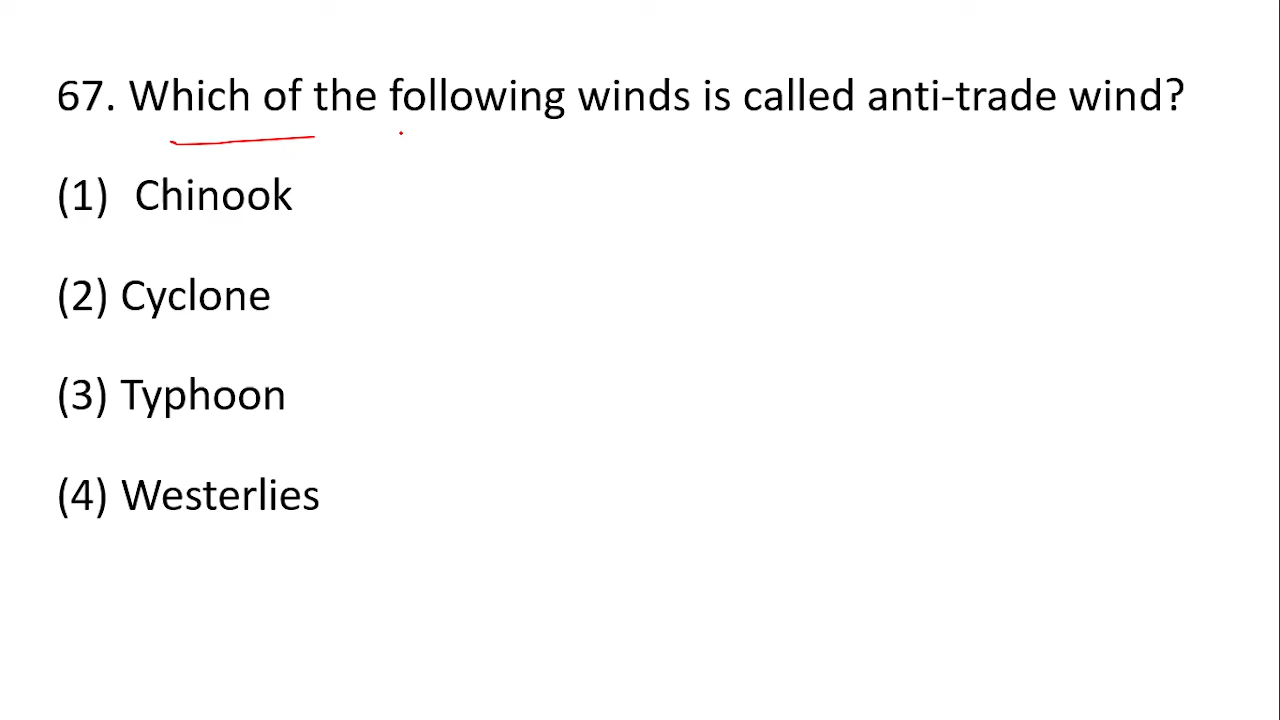 67. Which of the following winds is called anti-trade wind?
(1) Chinook
(2) Cyclone
(3) Typhoon
(4) Westerlies